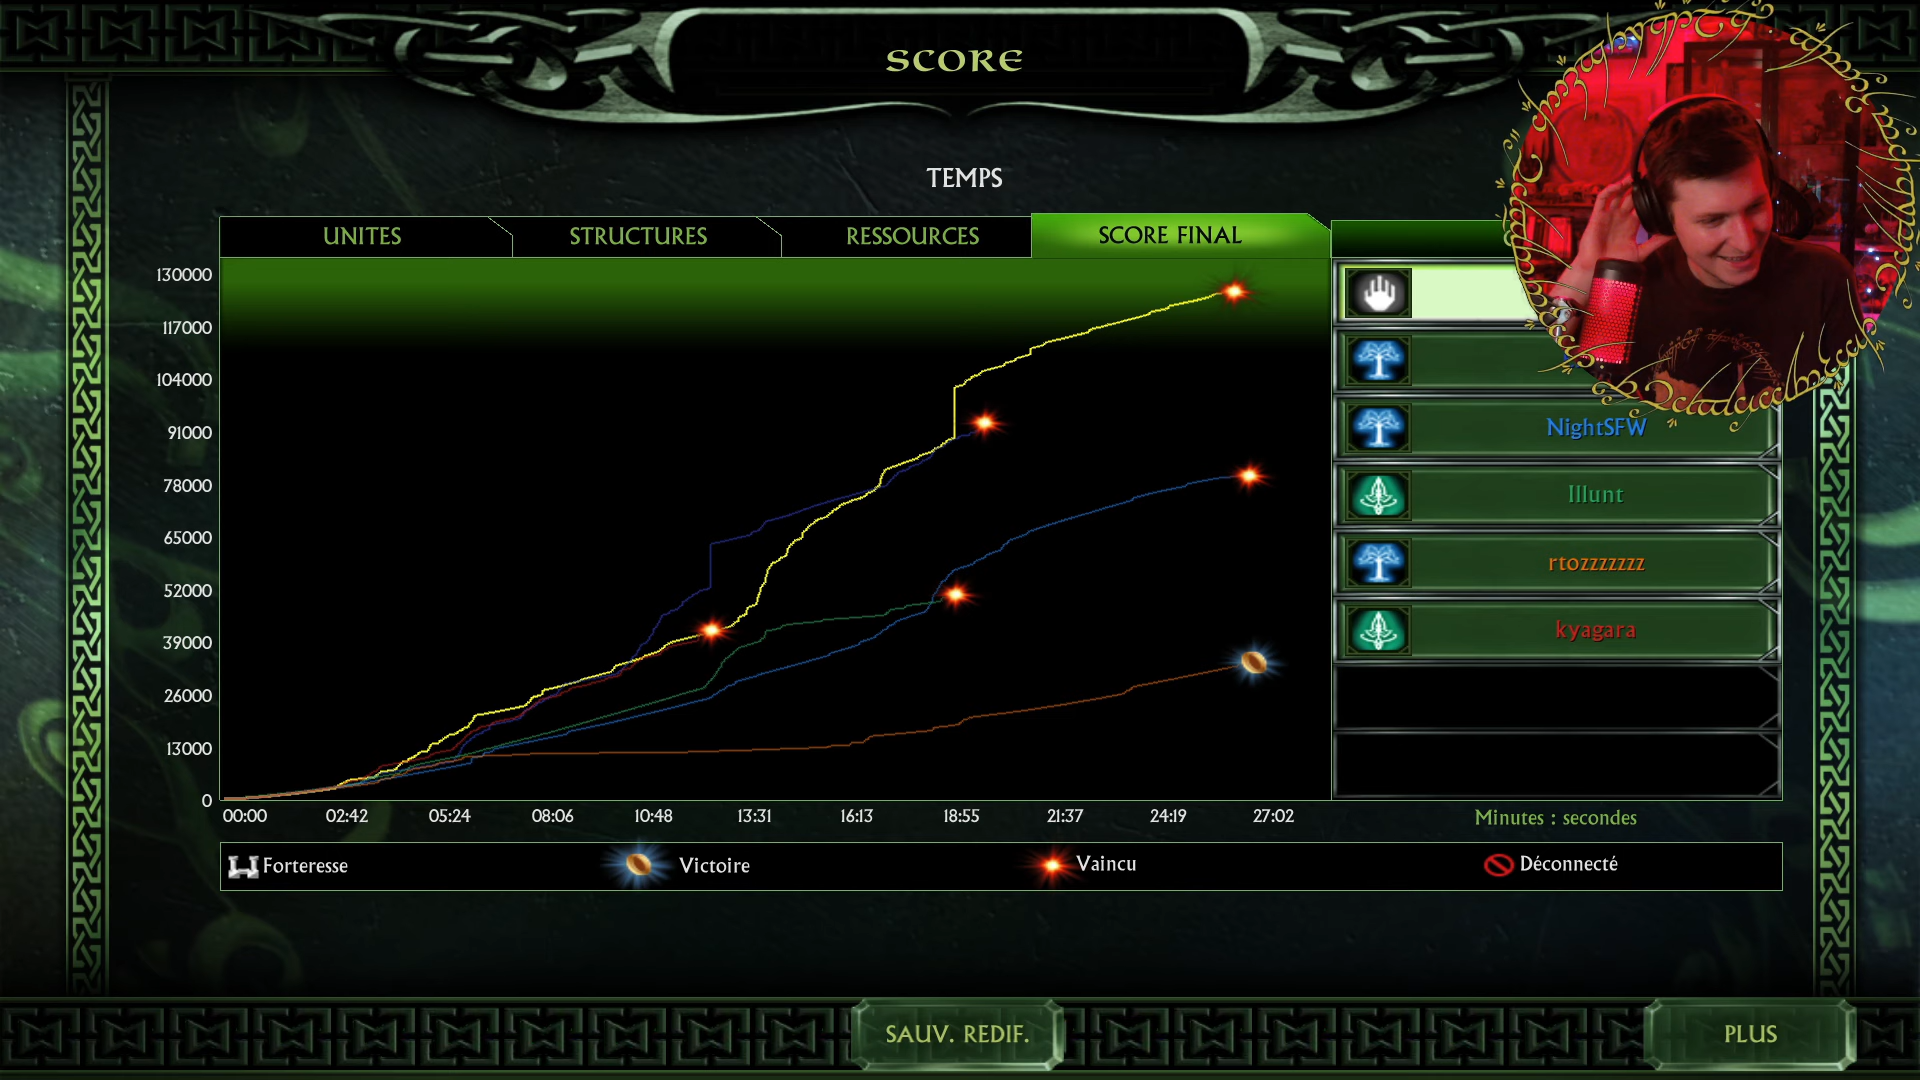 SCORE
TEMPS
UNITES
STRUCTURES
RESSOURCES
SCORE FINAL
130000
117000
104000
91000
78000
65000
52000
39000
26000
13000
0
00:00
02:42
05:24
08:06
10:48
13:31
16:13
18:55
21:37
24:19
27:02
NightSFW
Illunt
rtozzzzzzz
kyagara
Minutes : secondes
Forteresse
Victoire
Vaincu
Déconnecté
SAUV. REDIF.
PLUS